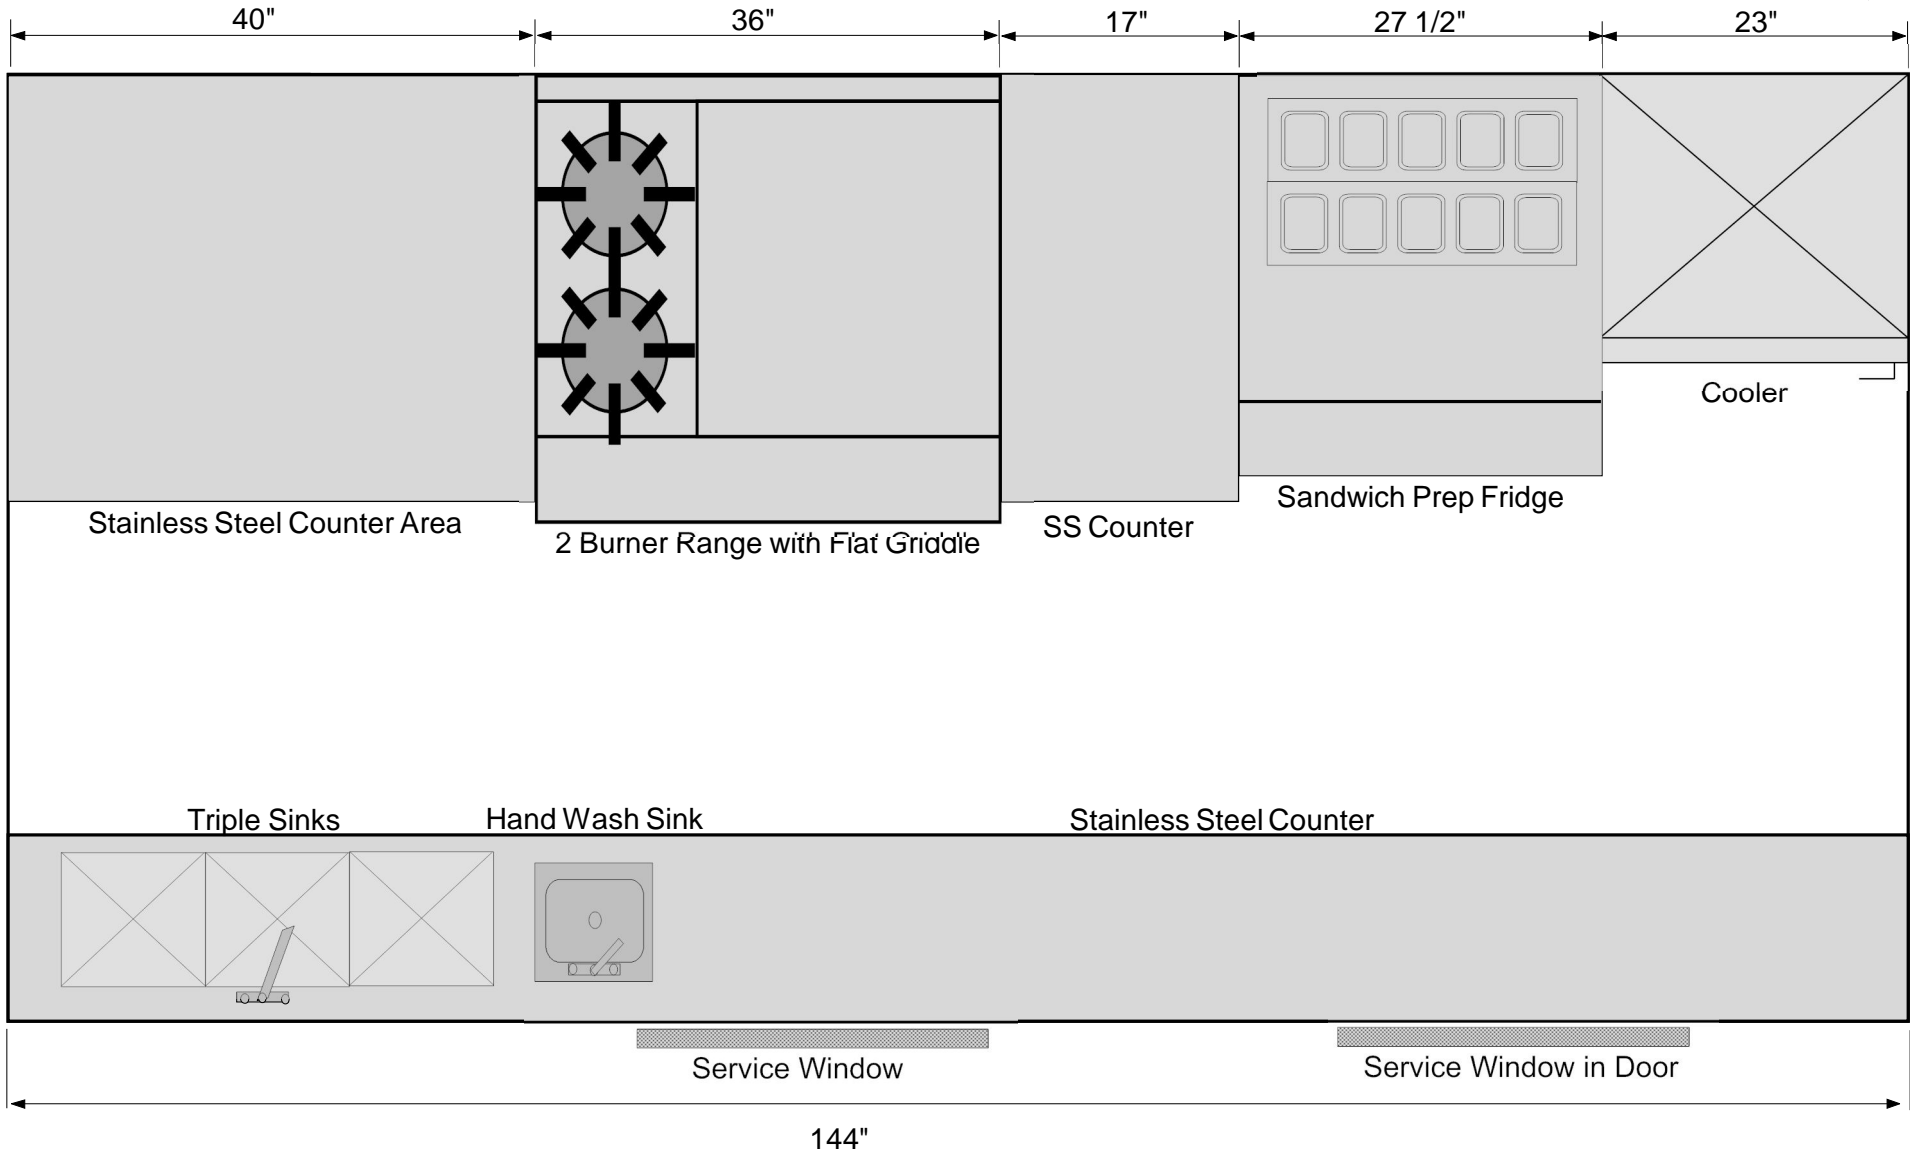 40"
36"
17"
27 1/2"
23"
Cooler
Sandwich Prep Fridge
Stainless Steel Counter Area
SS Counter
2 Burner Range with Flat Griddle
Triple Sinks
Hand Wash Sink
Stainless Steel Counter
Service Window
Service Window in Door
144"